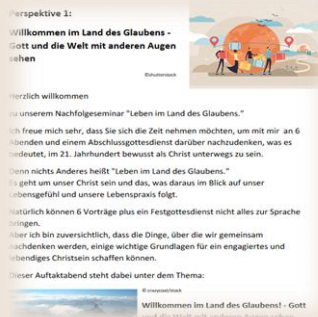 Perspektive 1:
Willkommen im Land des Glaubens -
Gott und die Welt mit anderen Augen
sehen
©shutterstock
Herzlich willkommen
zu unserem Nachfolgeseminar "Leben im Land des Glaubens."
Ich freue mich sehr, dass Sie sich die Zeit nehmen möchten, um mit mir an 6
Abenden und einem Abschlussgottesdienst darüber nachzudenken, was es
bedeutet, im 21. Jahrhundert bewusst als Christ unterwegs zu sein.
Denn nichts Anderes heißt "Leben im Land des Glaubens."
Es geht um unser Christ sein und das, was daraus im Blick auf unser
Lebensgefühl und unsere Lebenspraxis folgt.
Natürlich können 6 Vorträge plus ein Festgottesdienst nicht alles zur Sprache
bringen.
Aber ich bin zuversichtlich, dass die Dinge, über die wir gemeinsam
nachdenken werden, einige wichtige Grundlagen für ein engagiertes und
lebendiges Christsein schaffen können.
Dieser Auftaktabend steht dabei unter dem Thema:
Willkommen im Land des Glaubens! - Gott
und die Welt mit anderen Augen sehen